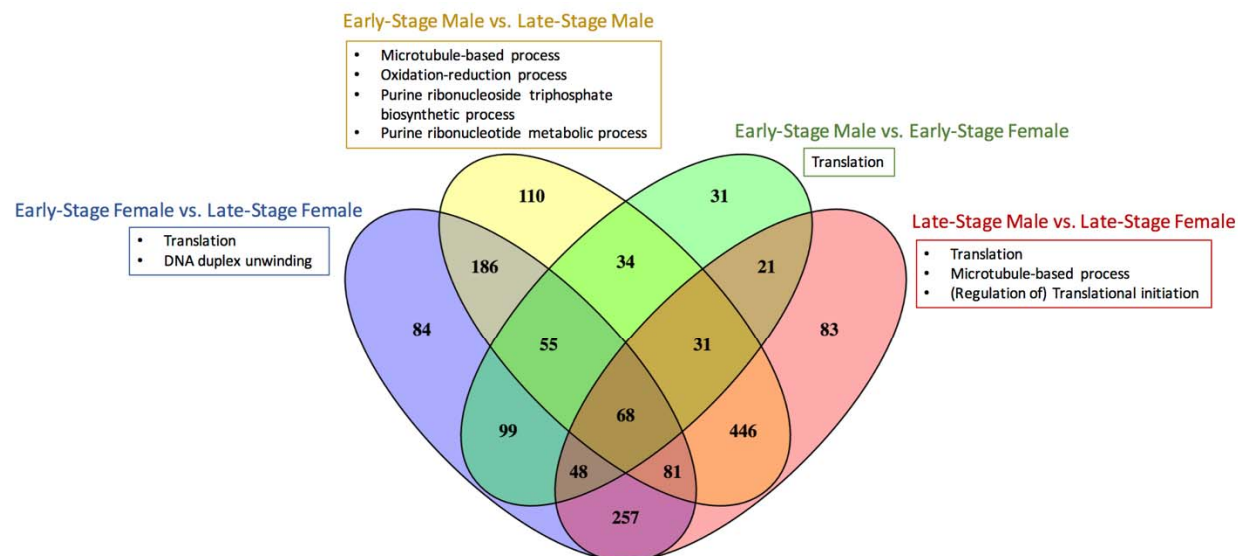 Early-Stage Male vs. Late-Stage Male
• Microtubule-based process
• Oxidation-reduction process
• Purine ribonucleoside triphosphate
biosynthetic process
• Purine ribonucleotide metabolic process
Early-Stage Male vs. Early-Stage Female
Translation
Early-Stage Female vs. Late-Stage Female
• Translation
• DNA duplex unwinding
Late-Stage Male vs. Late-Stage Female
• Translation
• Microtubule-based process
• (Regulation of) Translational initiation
110
31
186
34
21
84
83
55
31
99
68
446
48
81
257